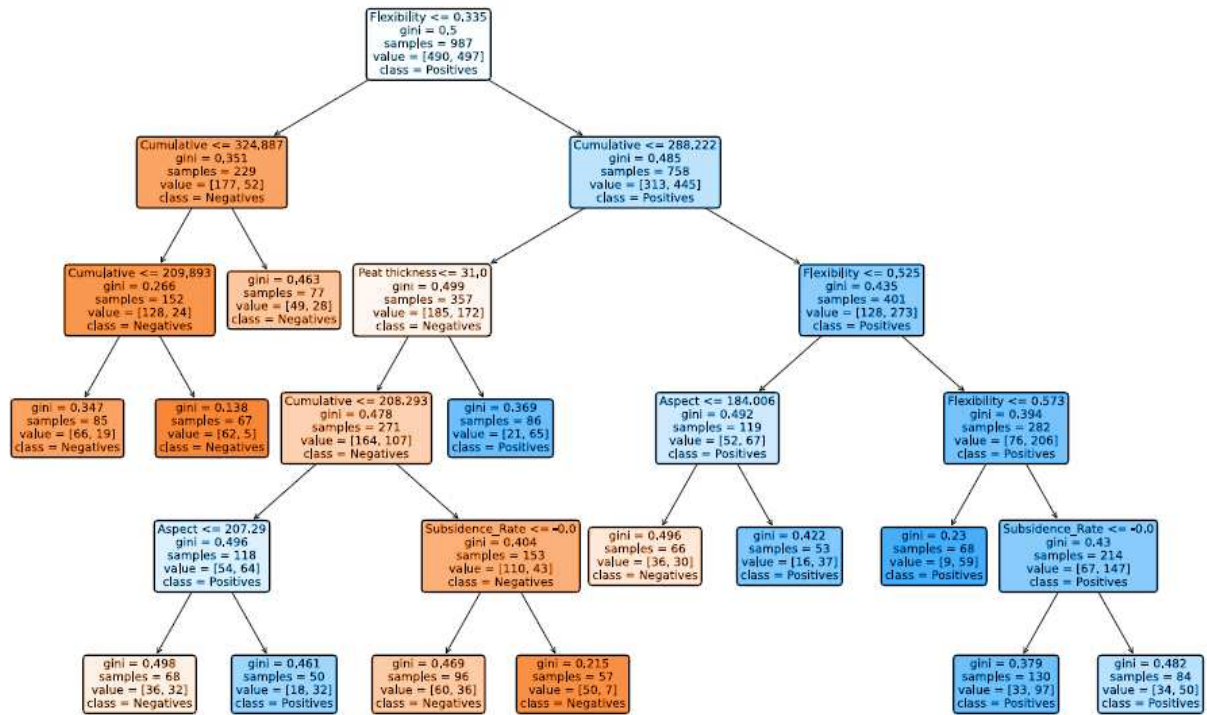 Flexibility <= 0,335
gini = 0.5
samples = 987
value = [490, 497]
class = Positives
Cumulative <= 324,887
gini = 0,351
samples = 229
value = [177, 52]
class = Negatives
Cumulative <= 288,222
gini = 0,485
samples = 758
value = [313, 445]
class = Positives
Cumulative <= 209,893
gini = 0,266
samples = 152
value = [128, 24]
class = Negatives
gini = 0,463
samples = 77
value = [49, 28]
class = Negatives
Peat thickness<= 31,0
gini = 0,499
samples = 357
value = [185, 172]
class = Negatives
Flexibility <= 0,525
gini = 0,435
samples = 401
value = [128, 273]
class = Positives
gini = 0,347
samples = 85
value = [66, 19]
class = Negatives
gini = 0,138
samples = 67
value = [62, 5]
class = Negatives
Cumulative <= 208,293
gini = 0,478
samples = 271
value = [164, 107]
class = Negatives
gini = 0,369
samples = 86
value = [21, 65]
class = Positives
Aspect <= 184,006
gini = 0,492
samples = 119
value = [52, 67]
class = Positives
Flexibility <= 0,573
gini = 0,394
samples = 282
value = [76, 206]
class = Positives
Aspect <= 207,29
gini = 0,496
samples = 118
value = [54, 64]
class = Positives
Subsidence_Rate <= -0,0
gini = 0,404
samples = 153
value = [110, 43]
class = Negatives
gini = 0,496
samples = 66
value = [36, 30]
class = Negatives
gini = 0,422
samples = 53
value = [16, 37]
class = Positives
gini = 0,23
samples = 68
value = [9, 59]
class = Positives
Subsidence_Rate <= -0,0
gini = 0,43
samples = 214
value = [67, 147]
class = Positives
gini = 0,498
samples = 68
value = [36, 32]
class = Negatives
gini = 0,461
samples = 50
value = [18, 32]
class = Positives
gini = 0,469
samples = 96
value = [60, 36]
class = Negatives
gini = 0,215
samples = 57
value = [50, 7]
class = Negatives
gini = 0,379
samples = 130
value = [33, 97]
class = Positives
gini = 0,482
samples = 84
value = [34, 50]
class = Positives